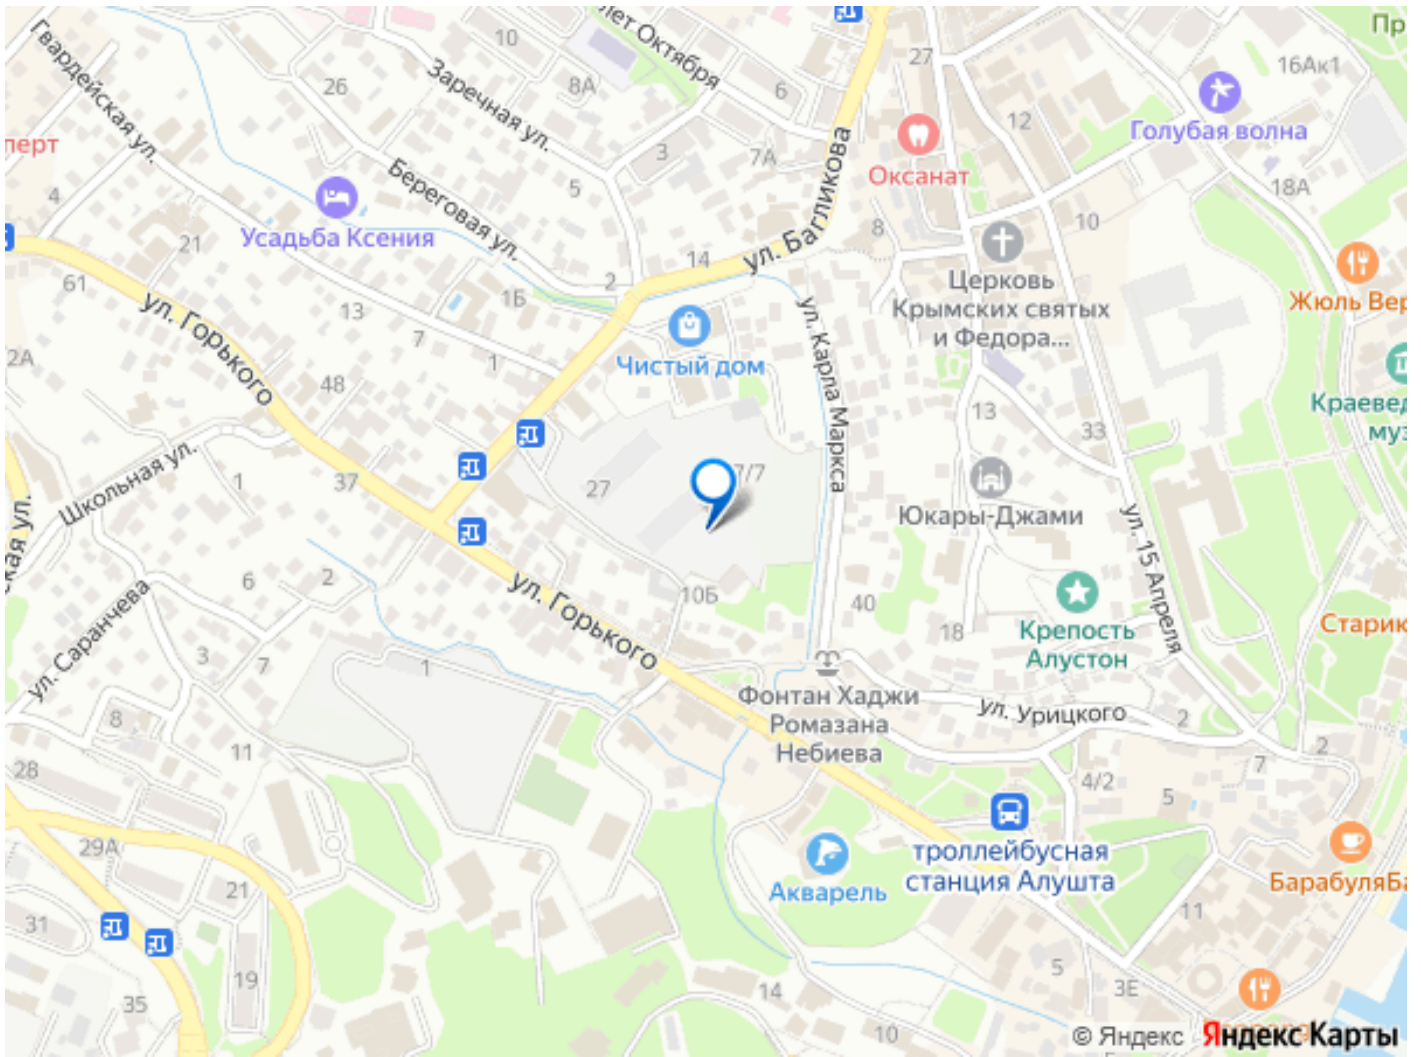 лет Октября
10
27
Пр
16Ак1
Гвардейская ул.
Заречная ул.
8А
6
26
12
Голубая волна
перт
3
7А
Оксанат
4
Береговая ул.
5
18А
ул. Багликова
8
10
Усадьба Ксения
21
14
Церковь
Крымских святых
и Федора...
61
2
1Б
Жюль Вер
ул. Горького
13
ул. Карла Маркса
7
1
2А
Чистый дом
48
13
Краевед
муз
33
Школьная ул.
1
37
27
7/7
Юкары-Джами
ская ул.
ул. 15 Апреля
6
2
ул. Горького
10Б
40
18
Крепость
Алустон
Старик
ул. Саранчева
3
7
1
Фонтан Хаджи
Ромазана
Небиева
ул. Урицкого
2
8
11
2
7
28
4/2
5
29А
троллейбусная
станция Алушта
21
Акварель
БарабуляБа
31
11
19
35
14
5
3Е
10
© Яндекс
Яндекс Карты